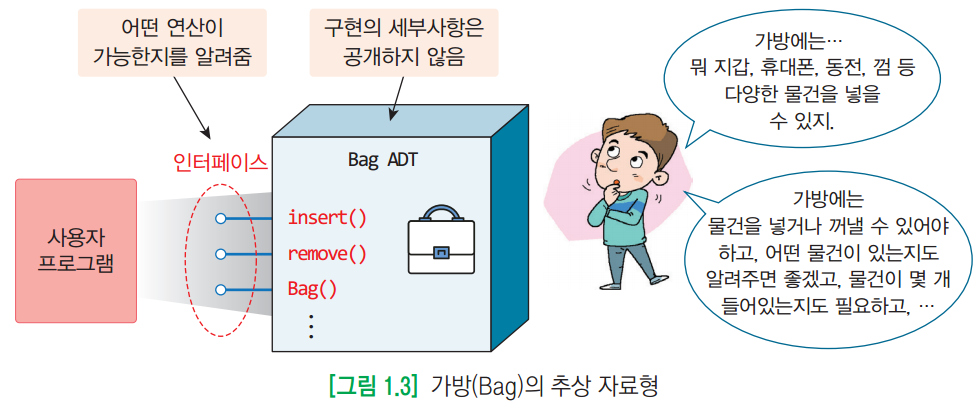 어떤 연산이
가능한지를 알려줌
구현의 세부사항은
공개하지 않음
가방에는…
뭐 지갑, 휴대폰, 동전, 껌 등
다양한 물건을 넣을
수 있지.
인터페이스
Bag ADT
사용자
프로그램
insert()
remove()
Bag()
가방에는
물건을 넣거나 꺼낼 수 있어야
하고, 어떤 물건이 있는지도
알려주면 좋겠고, 물건이 몇 개
들어있는지도 필요하고, …
[그림 1.3] 가방(Bag)의 추상 자료형